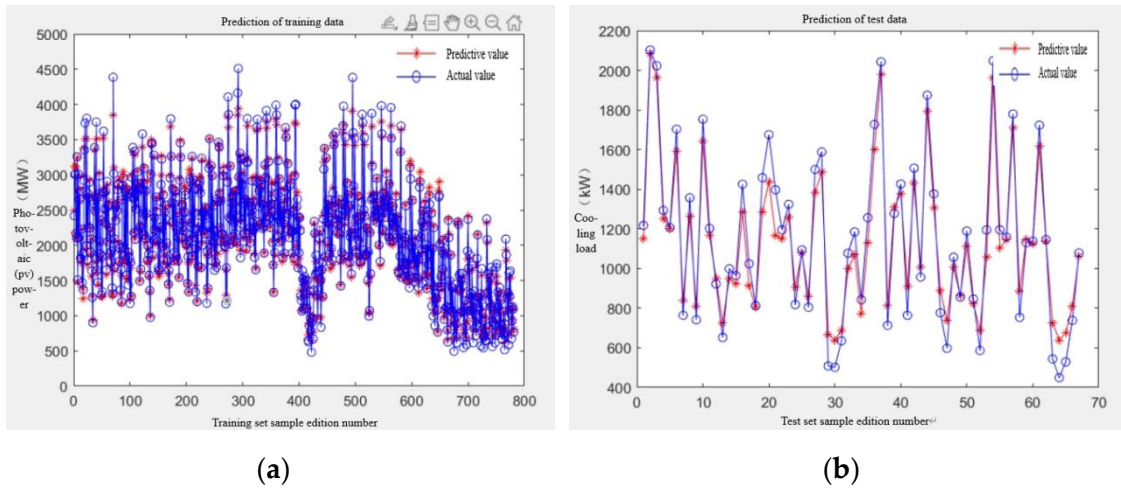 Prediction of training data
5000
4500
4000
3500
3000
2500
2000
1500
1000
500
0
（MW）
Pho-
tov-
olt-
aic
(pv)
pow-
er
Predictive value
Actual value
0
100
200
300
400
500
600
700
800
Training set sample edition number
(a)
Prediction of test data
2200
2000
1800
1600
1400
1200
1000
800
600
400
（kW）
Coo-
ling
load
Predictive value
Actual value
0
10
20
30
40
50
60
70
Test set sample edition number↵
(b)